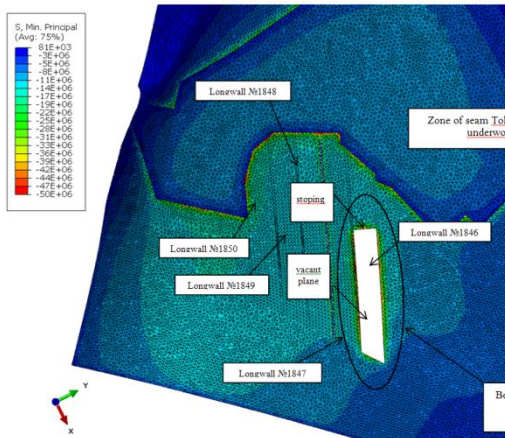 S, Min. Principal
(Avg: 75%)
81E+03
-3E+06
-5E+06
-8E+06
-11E+06
-14E+06
-17E+06
-19E+06
-22E+06
-25E+06
-28E+06
-31E+06
-33E+06
-36E+06
-39E+06
-42E+06
-44E+06
-47E+06
-50E+06
Longwall №1848
Zone of seam
underwo
stoping
Longwall №1846
Longwall №1850
Longwall №1849
vacant
plane
Longwall №1847
Be
Y
X